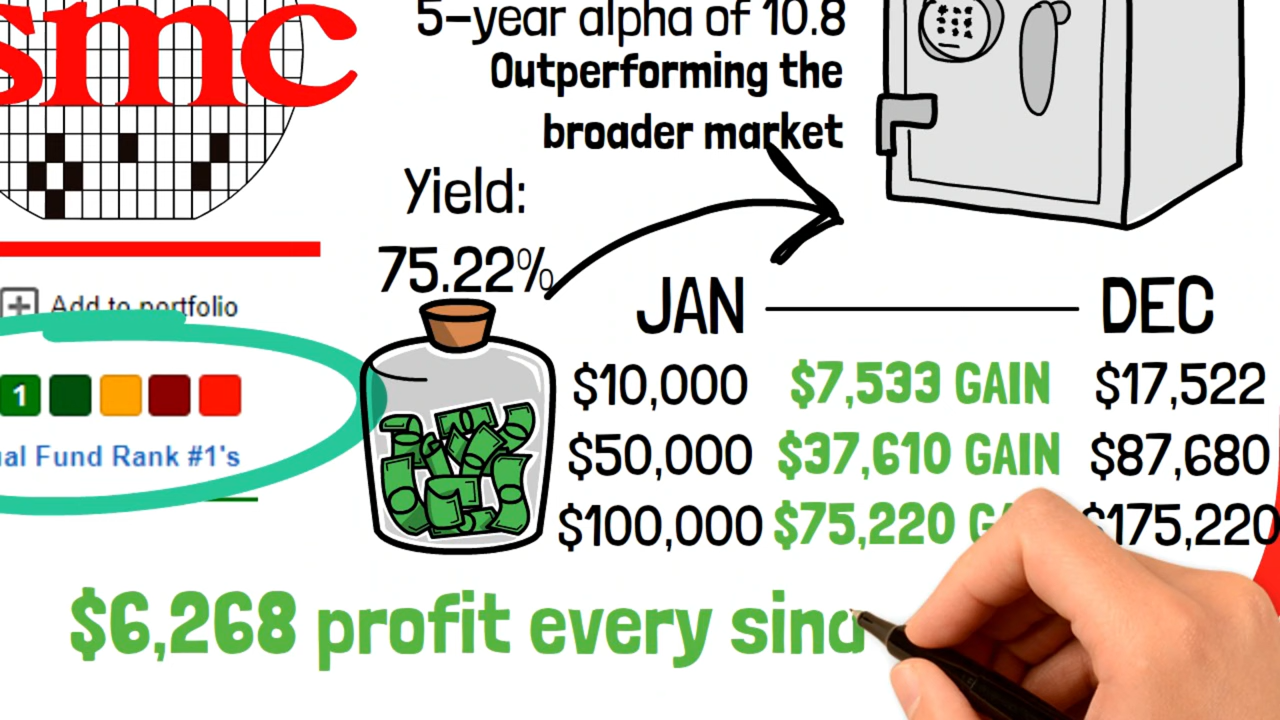 smc
5-year alpha of 10.8
Outperforming the
broader market
Yield:
75.22%
Add to portfolio
1
Fund Rank #1's
JAN
DEC
$10,000 $7,533 GAIN $17,522
$50,000 $37,610 GAIN $87,680
$100,000 $75,220 $175,220
$6,268 profit every